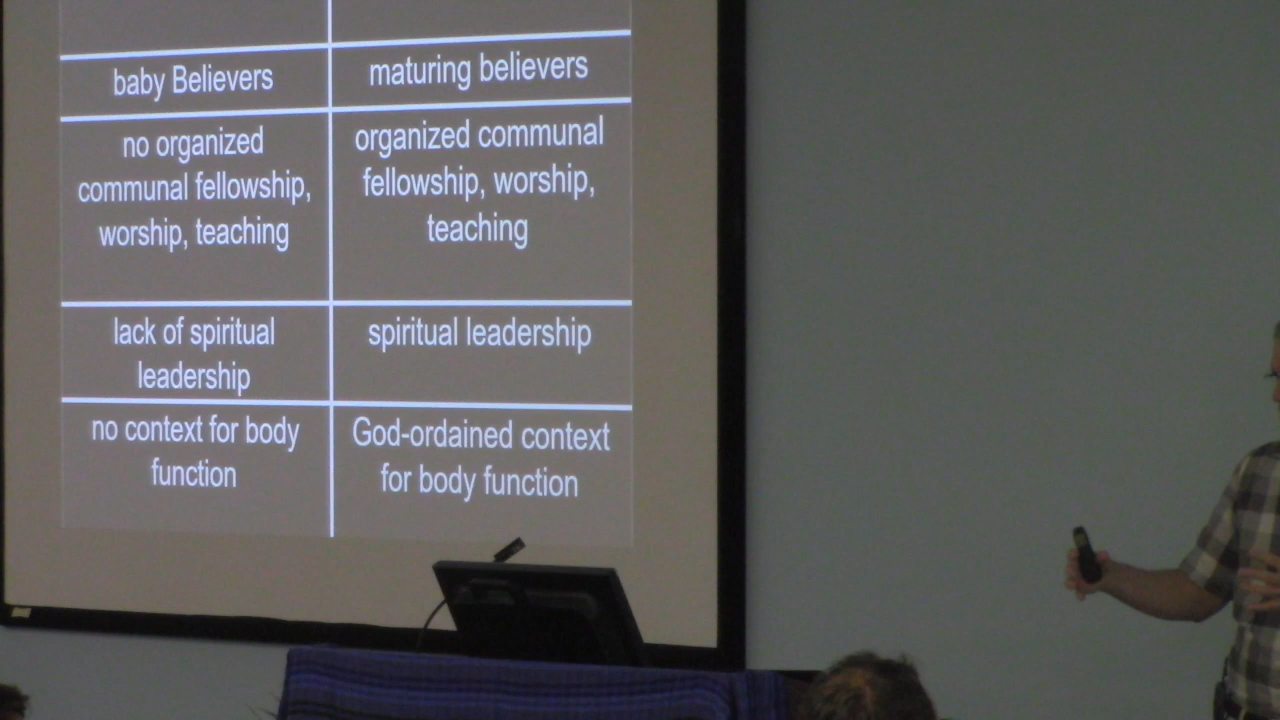 baby Believers
maturing believers
no organized
communal fellowship,
worship, teaching
organized communal
fellowship, worship,
teaching
lack of spiritual
leadership
spiritual leadership
no context for body
function
God-ordained context
for body function